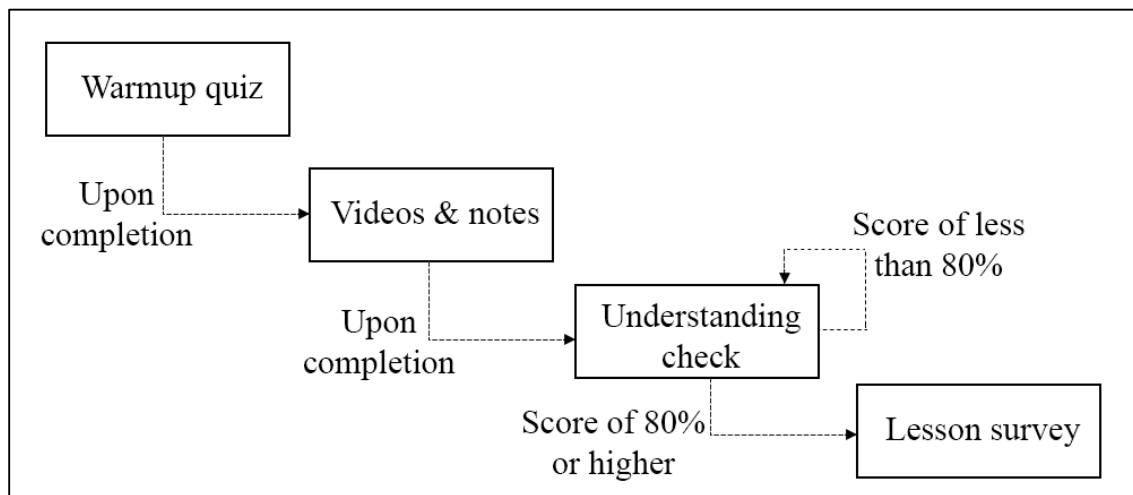 Warmup quiz
Upon
completion
Videos & notes
Upon
completion
Score of less
than 80%
Understanding
check
Score of 80%
or higher
Lesson survey